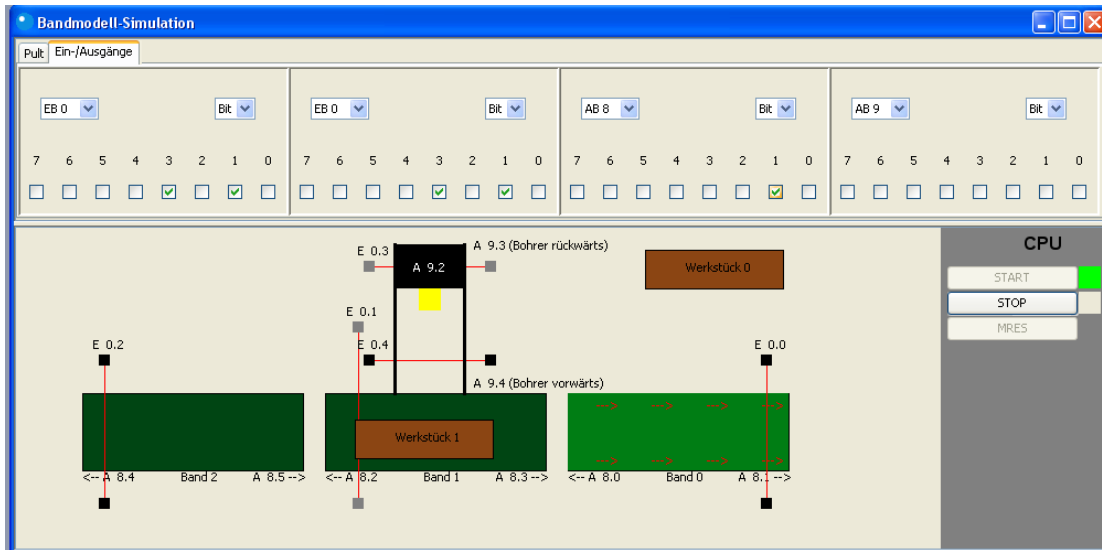 Bandmodell-Simulation
Pult Ein-/Ausgänge
EB 0 Bit EB 0 Bit AB 8 Bit AB 9 Bit
7 6 5 4 3 2 1 0 7 6 5 4 3 2 1 0 7 6 5 4 3 2 1 0 7 6 5 4 3 2 1 0
A 9.3 (Bohrer rückwärts) CPU
E 0.3
A 9.2 Werkstück 0
START
STOP
E 0.1
MRES
E 0.2 E 0.4 E 0.0
A 9.4 (Bohrer vorwärts)
---> ---> ---> --->
Werkstück 1
---> ---> ---> --->
<-- A 8.4 Band 2 A 8.5 --> <-- A 8.2 Band 1 A 8.3 --> <-- A 8.0 Band 0 A 8.1 -->